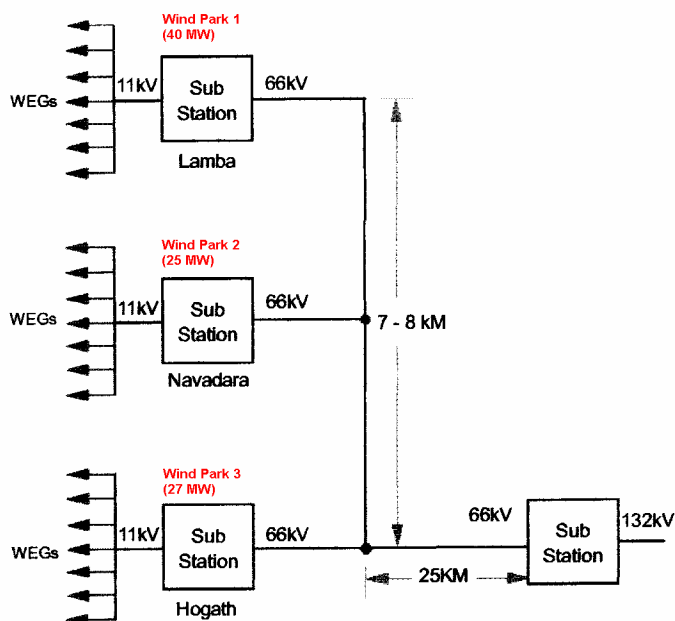 Wind Park 1
(40 MW)
11kV
Sub
Station
66kV
WEGs
Lamba
Wind Park 2
(25 MW)
11kV
Sub
Station
66kV
WEGs
7 - 8 kM
Navadara
Wind Park 3
(27 MW)
11kV
Sub
Station
66kV
WEGs
Hogath
66kV
Sub
Station
132kV
25KM